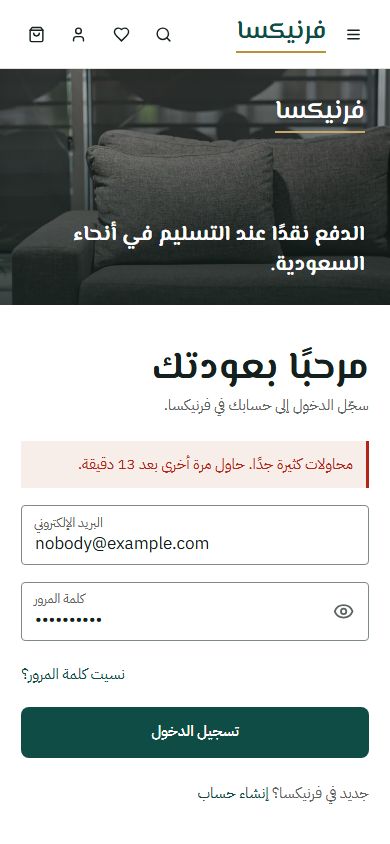 فرنيكسا
فرنيكسا
الدفع نقدًا عند التسليم في أنحاء
السعودية.
مرحبًا بعودتك
سجّل الدخول إلى حسابك في فرنيكسا.
محاولات كثيرة جدًا. حاول مرة أخرى بعد 13 دقيقة.
البريد الإلكتروني
nobody@example.com
كلمة المرور
••••••••••
نسيت كلمة المرور؟
تسجيل الدخول
جديد في فرنيكسا؟ إنشاء حساب